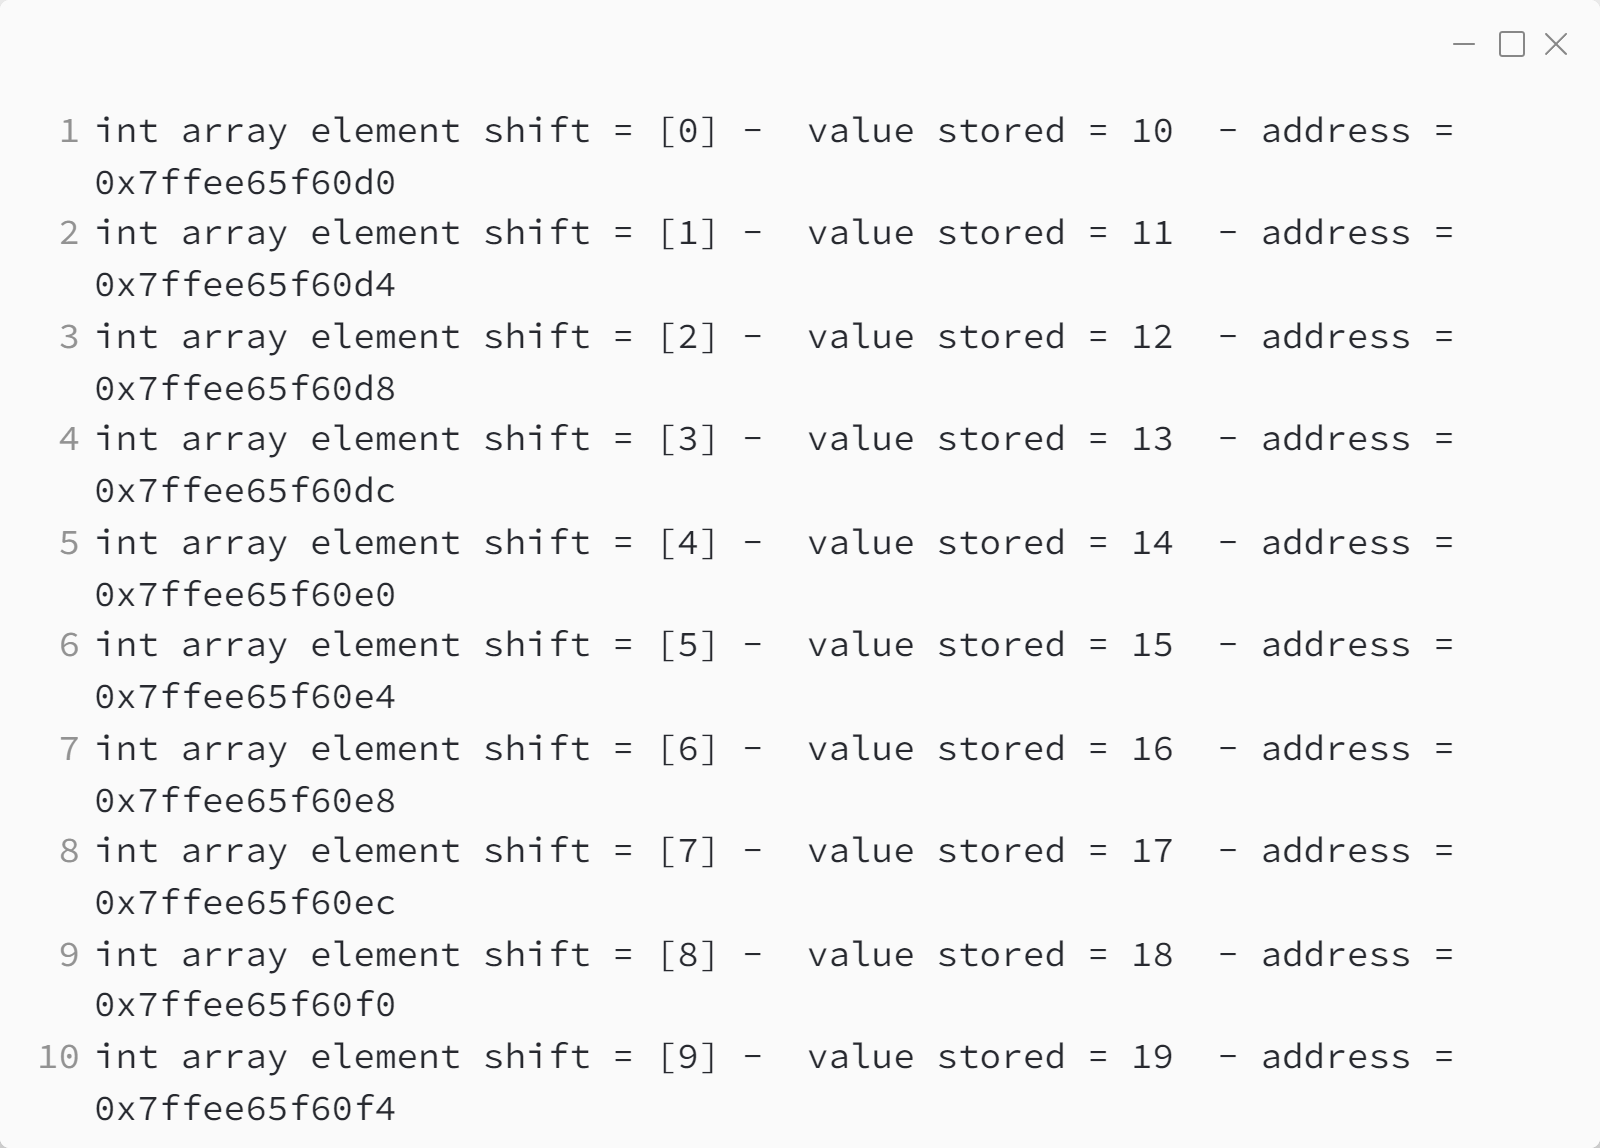 1 int array element shift = [0] -  value stored = 10  - address =
0x7ffee65f60d0
2 int array element shift = [1] -  value stored = 11  - address =
0x7ffee65f60d4
3 int array element shift = [2] -  value stored = 12  - address =
0x7ffee65f60d8
4 int array element shift = [3] -  value stored = 13  - address =
0x7ffee65f60dc
5 int array element shift = [4] -  value stored = 14  - address =
0x7ffee65f60e0
6 int array element shift = [5] -  value stored = 15  - address =
0x7ffee65f60e4
7 int array element shift = [6] -  value stored = 16  - address =
0x7ffee65f60e8
8 int array element shift = [7] -  value stored = 17  - address =
0x7ffee65f60ec
9 int array element shift = [8] -  value stored = 18  - address =
0x7ffee65f60f0
10 int array element shift = [9] -  value stored = 19  - address =
0x7ffee65f60f4